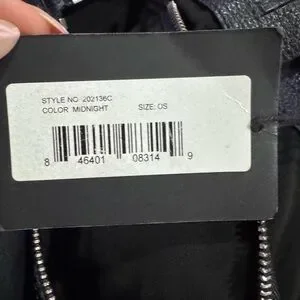 STYLE NO 202136C
COLOR MIDNIGHT SIZE: OS
8 46401 08314 9